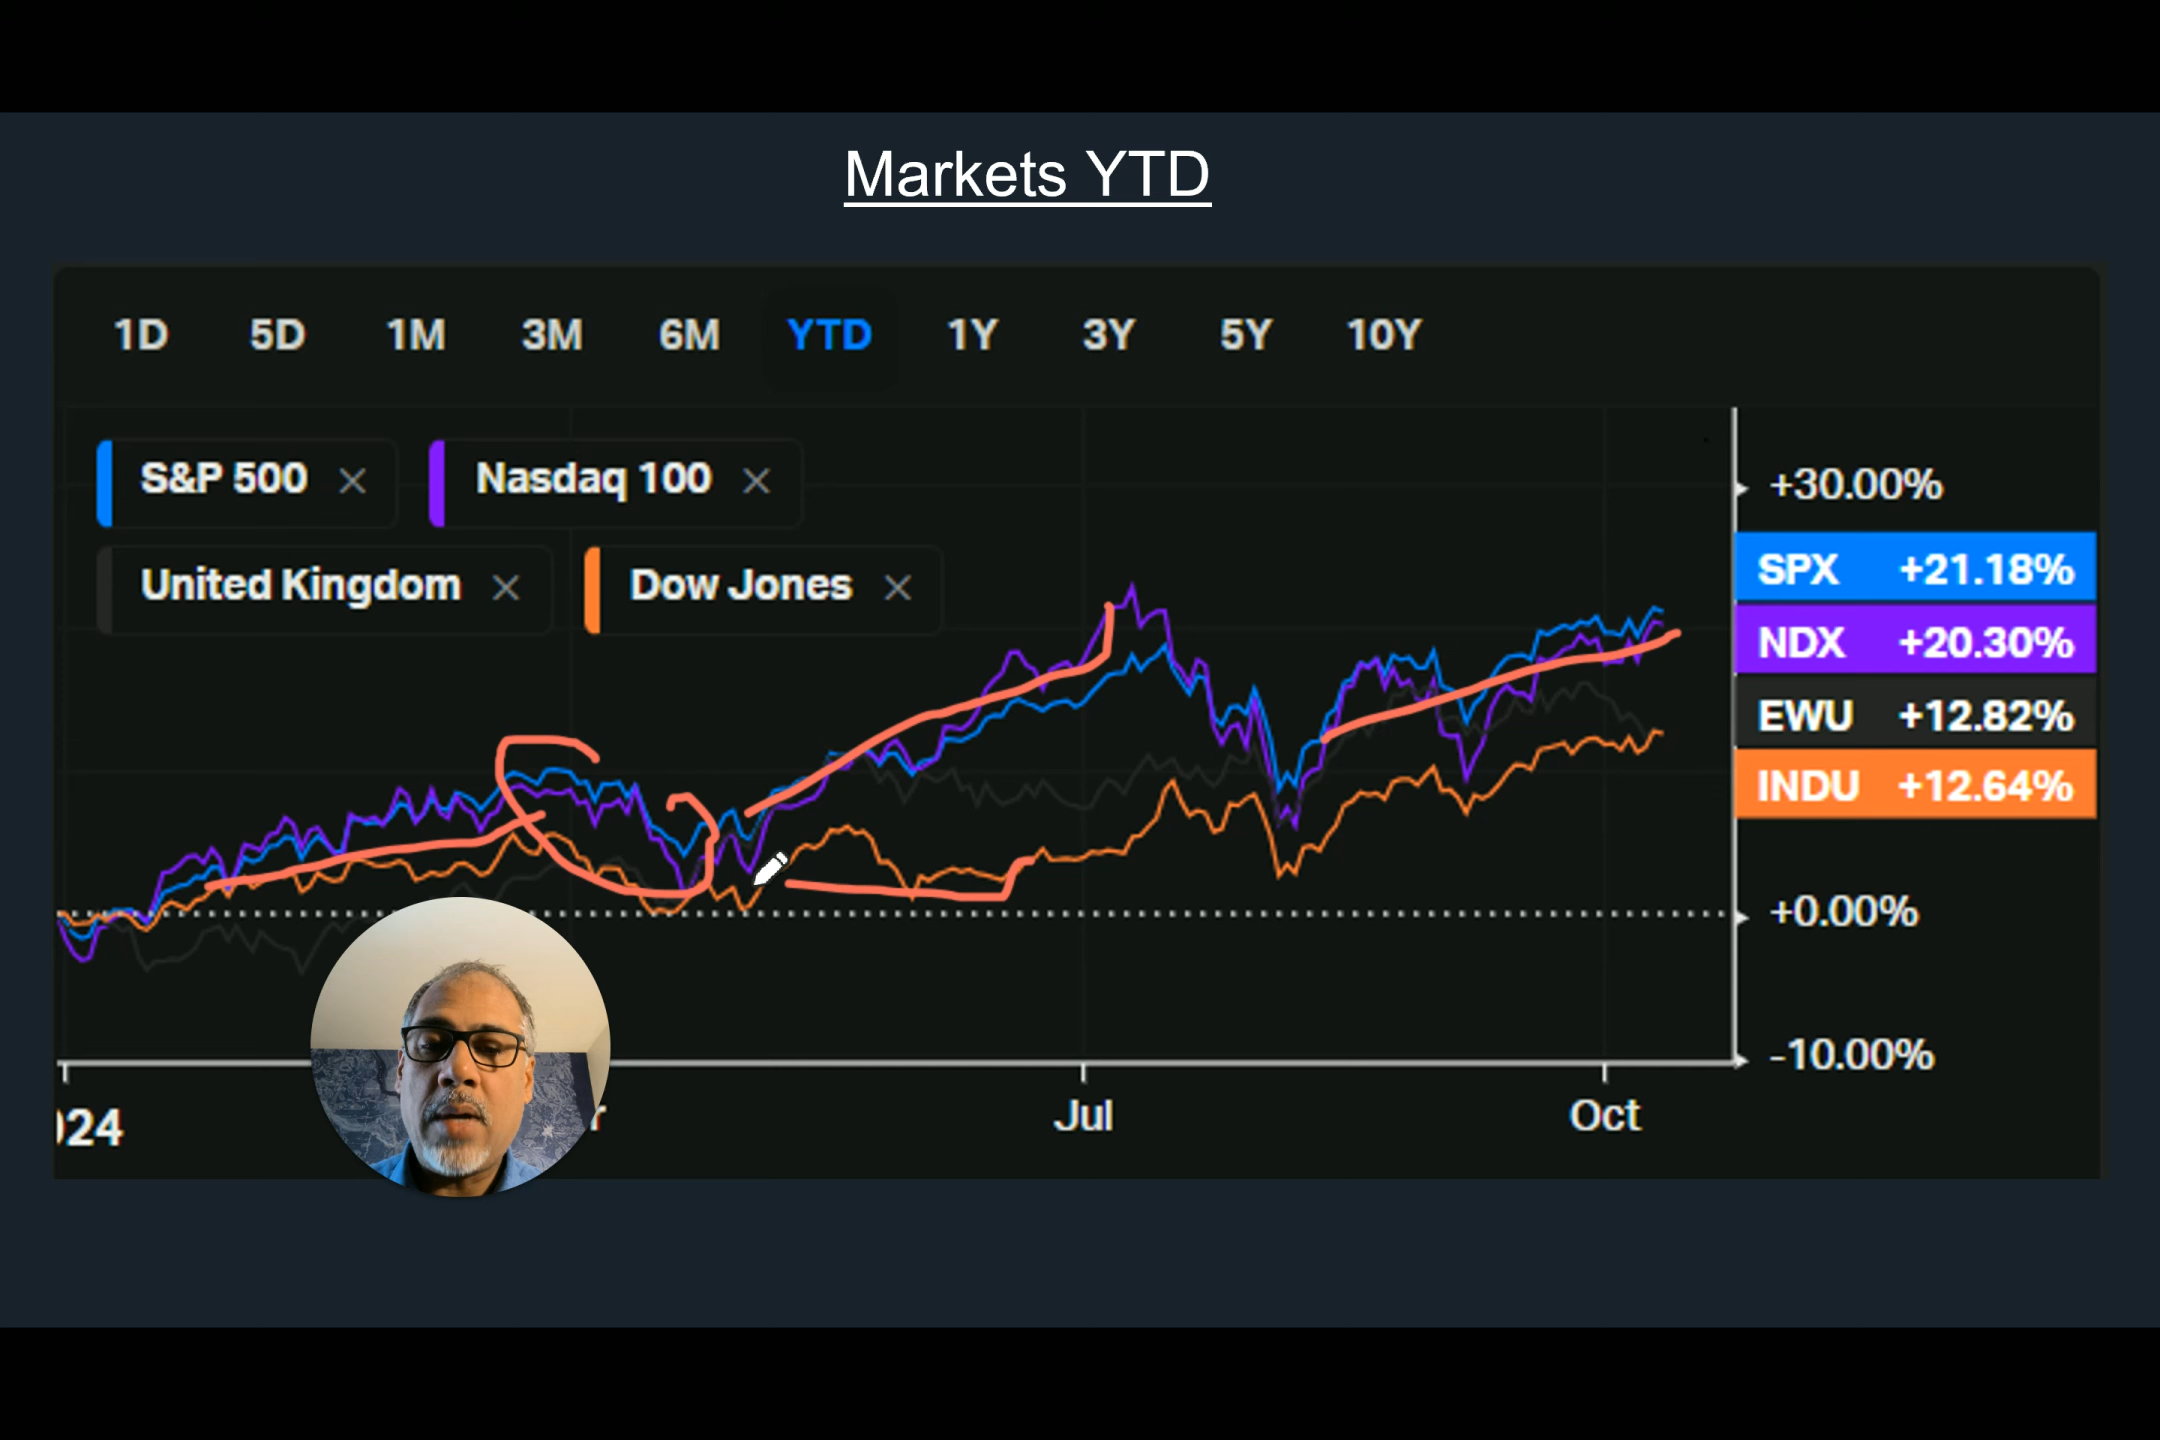 Markets YTD
1D 5D 1M 3M 6M YTD 1Y 3Y 5Y 10Y
S&P 500 × Nasdaq 100 ×
United Kingdom × Dow Jones ×
+30.00%
SPX +21.18%
NDX +20.30%
EWU +12.82%
INDU +12.64%
+0.00%
-10.00%
024 r Jul Oct